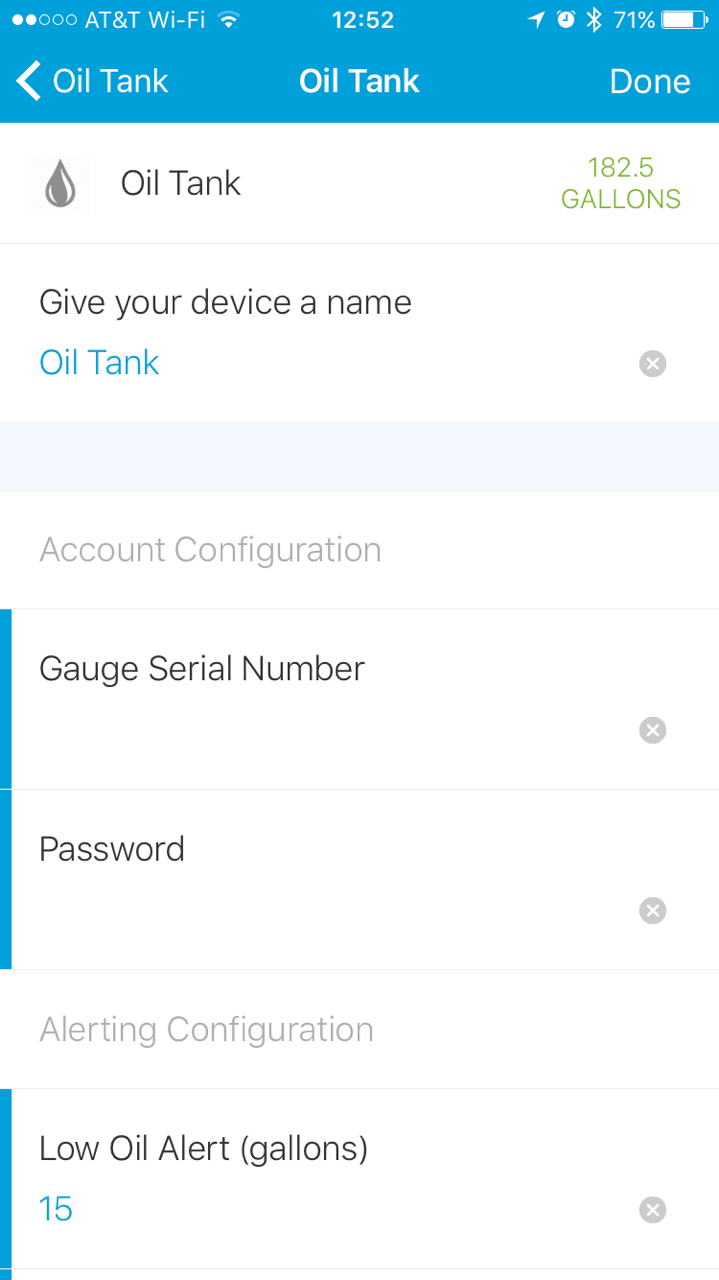 AT&T Wi-Fi 12:52 71%
Oil Tank Oil Tank Done
Oil Tank 182.5
GALLONS
Give your device a name
Oil Tank
Account Configuration
Gauge Serial Number
Password
Alerting Configuration
Low Oil Alert (gallons)
15